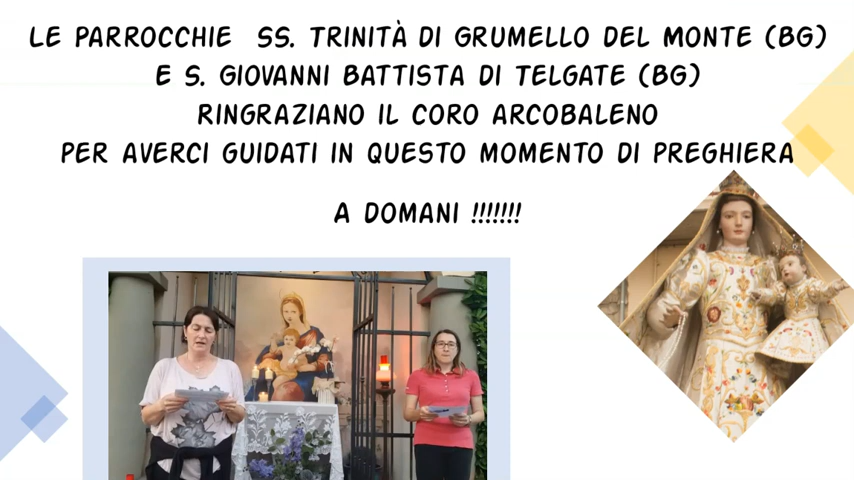 LE PARROCCHIE SS. TRINITÀ DI GRUMELLO DEL MONTE (BG)
E S. GIOVANNI BATTISTA DI TELGATE (BG)
RINGRAZIANO IL CORO ARCOBALENO
PER AVERCI GUIDATI IN QUESTO MOMENTO DI PREGHIERA
A DOMANI !!!!!!!